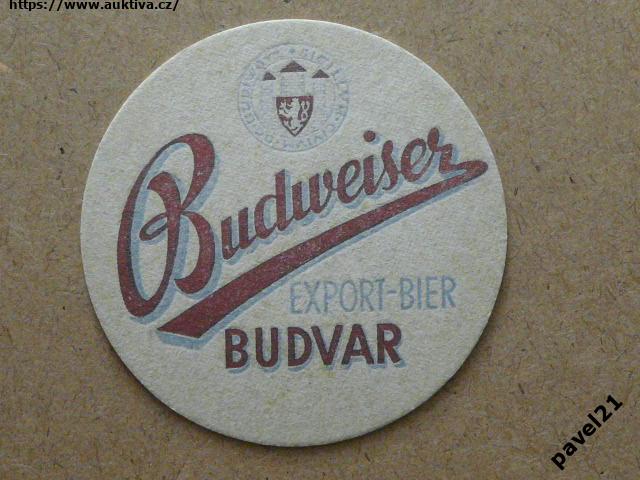 https://www.auktiva.cz/
Budweiser
EXPORT-BIER
BUDVAR
pavel21